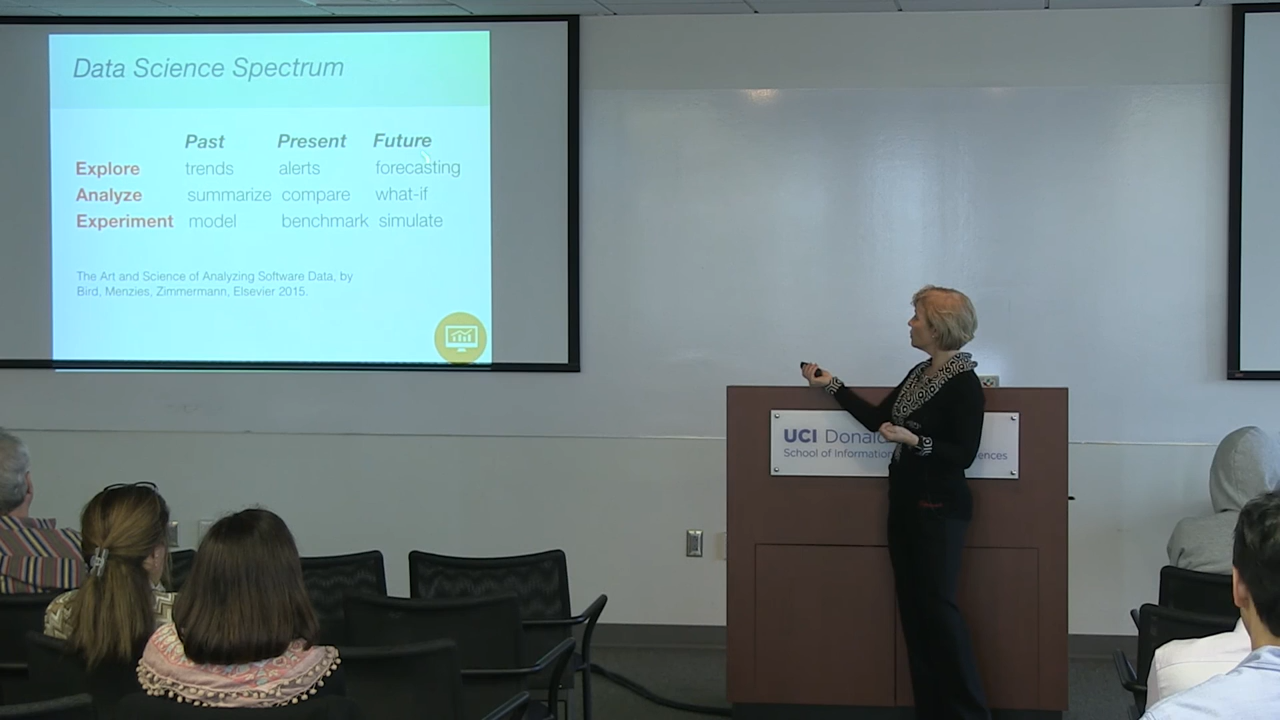 Data Science Spectrum
Past Present Future
Explore trends alerts forecasting
Analyze summarize compare what-if
Experiment model benchmark simulate
The Art and Science of Analyzing Software Data, by
Bird, Menzies, Zimmermann, Elsevier 2015.
UCI Donald
School of Information ences